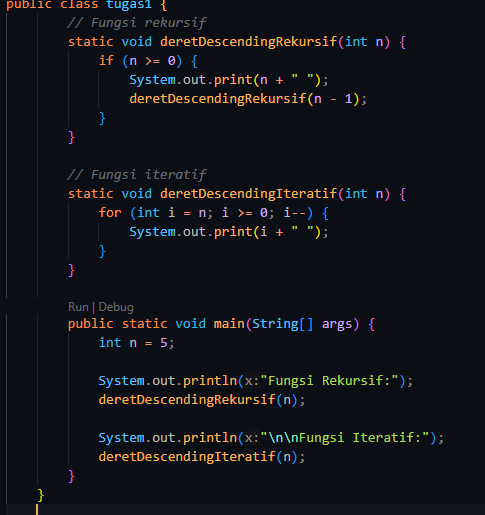 public class tugas1 {
// Fungsi rekursif
static void deretDescendingRekursif(int n) {
if (n >= 0) {
System.out.print(n + " ");
deretDescendingRekursif(n - 1);
}
}
// Fungsi iteratif
static void deretDescendingIteratif(int n) {
for (int i = n; i >= 0; i--) {
System.out.print(i + " ");
}
}
Run | Debug
public static void main(String[] args) {
int n = 5;
System.out.println(x:"Fungsi Rekursif:");
deretDescendingRekursif(n);
System.out.println(x:"\n\nFungsi Iteratif:");
deretDescendingIteratif(n);
}
}